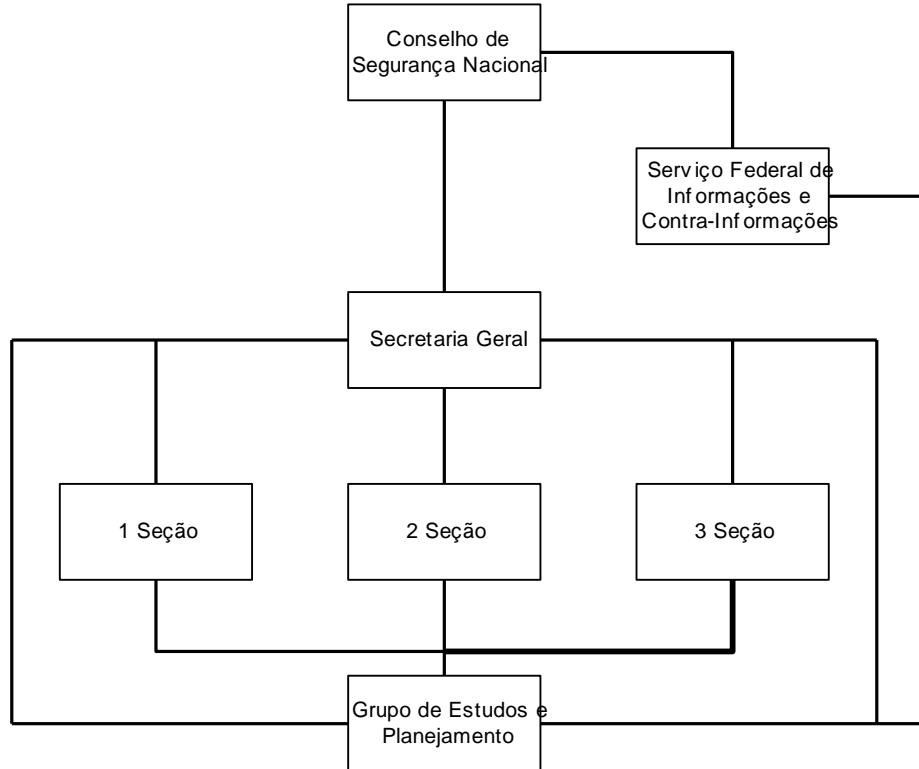 Conselho de
Segurança Nacional
Serviço Federal de
Informações e
Contra-Informações
Secretaria Geral
1 Seção
2 Seção
3 Seção
Grupo de Estudos e
Planejamento